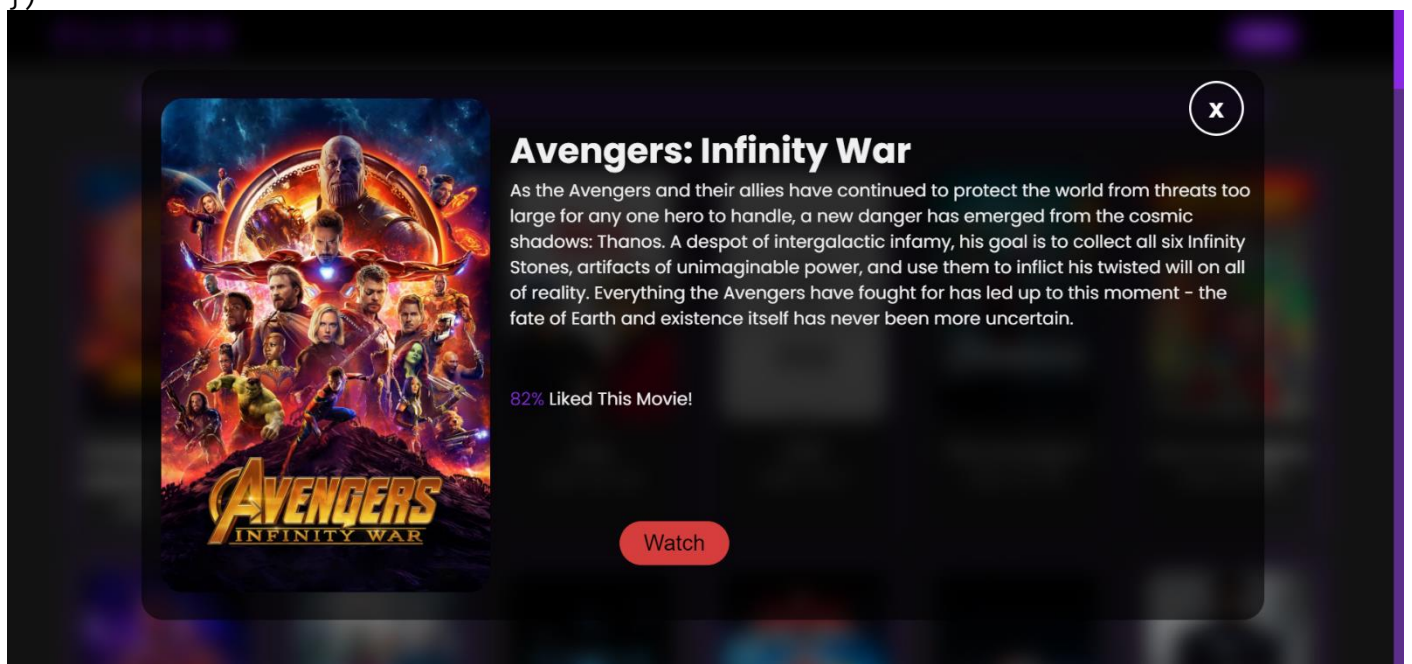 })
x
Avengers: Infinity War
As the Avengers and their allies have continued to protect the world from threats too
large for any one hero to handle, a new danger has emerged from the cosmic
shadows: Thanos. A despot of intergalactic infamy, his goal is to collect all six Infinity
Stones, artifacts of unimaginable power, and use them to inflict his twisted will on all
of reality. Everything the Avengers have fought for has led up to this moment - the
fate of Earth and existence itself has never been more uncertain.
82% Liked This Movie!
AVENGERS
INFINITY WAR
Watch